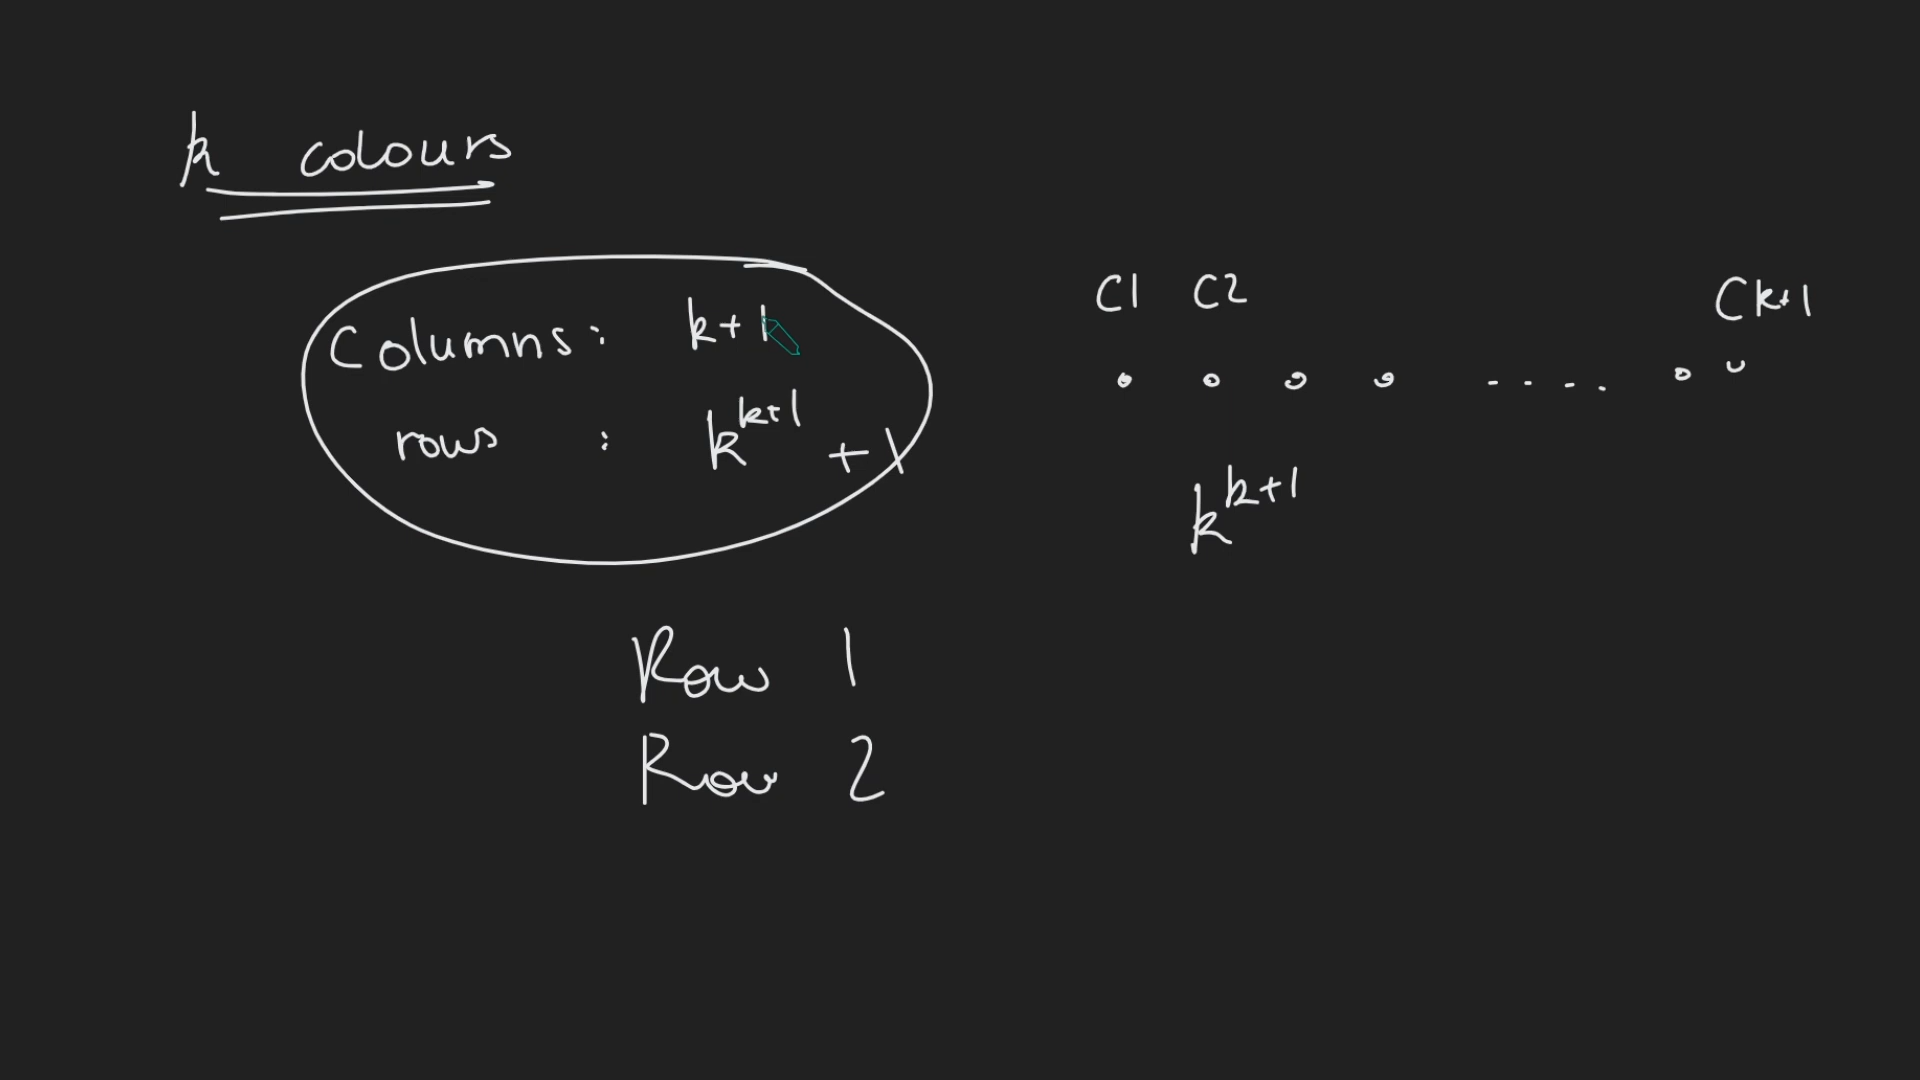 k colours
Columns: k+1
rows : k^{k+1} + 1
C1 C2 Ck+1
. . . . .... . .
k^{k+1}
Row 1
Row 2